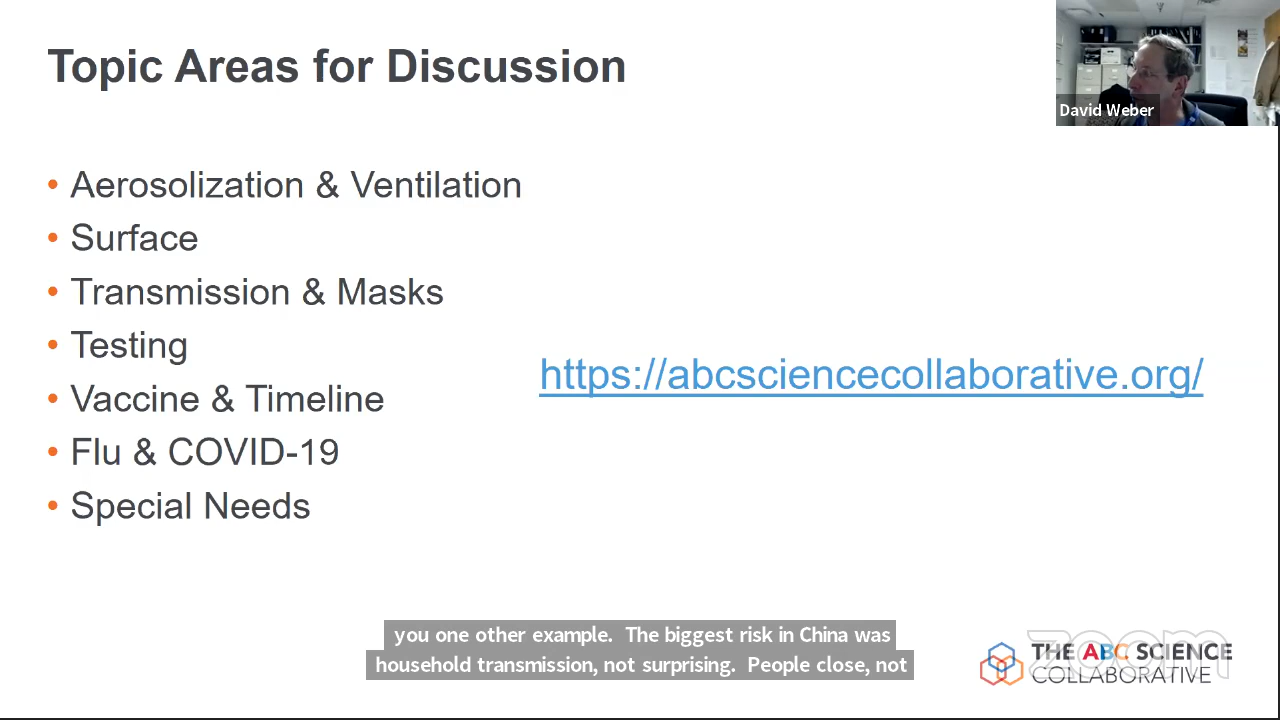 Topic Areas for Discussion
David Weber
• Aerosolization & Ventilation
• Surface
• Transmission & Masks
• Testing
• Vaccine & Timeline
• Flu & COVID-19
• Special Needs
https://abcsciencecollaborative.org/
you one other example. The biggest risk in China was
household transmission, not surprising. People close, not
THE ABC SCIENCE
COLLABORATIVE
zoom